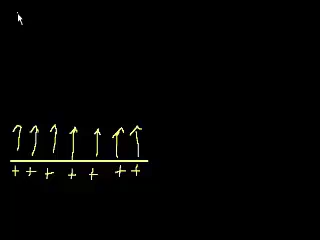 + + + + + + +